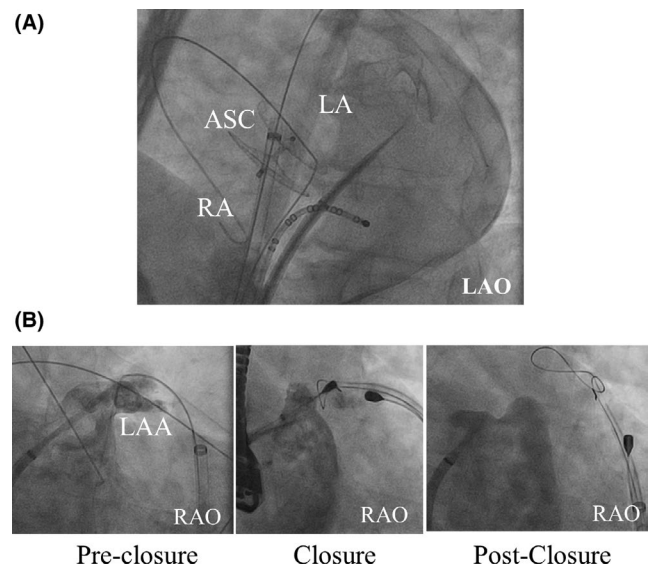 (A)
LA
ASC
RA
LAO
(B)
LAA
RAO
RAO
RAO
Pre-closure
Closure
Post-Closure